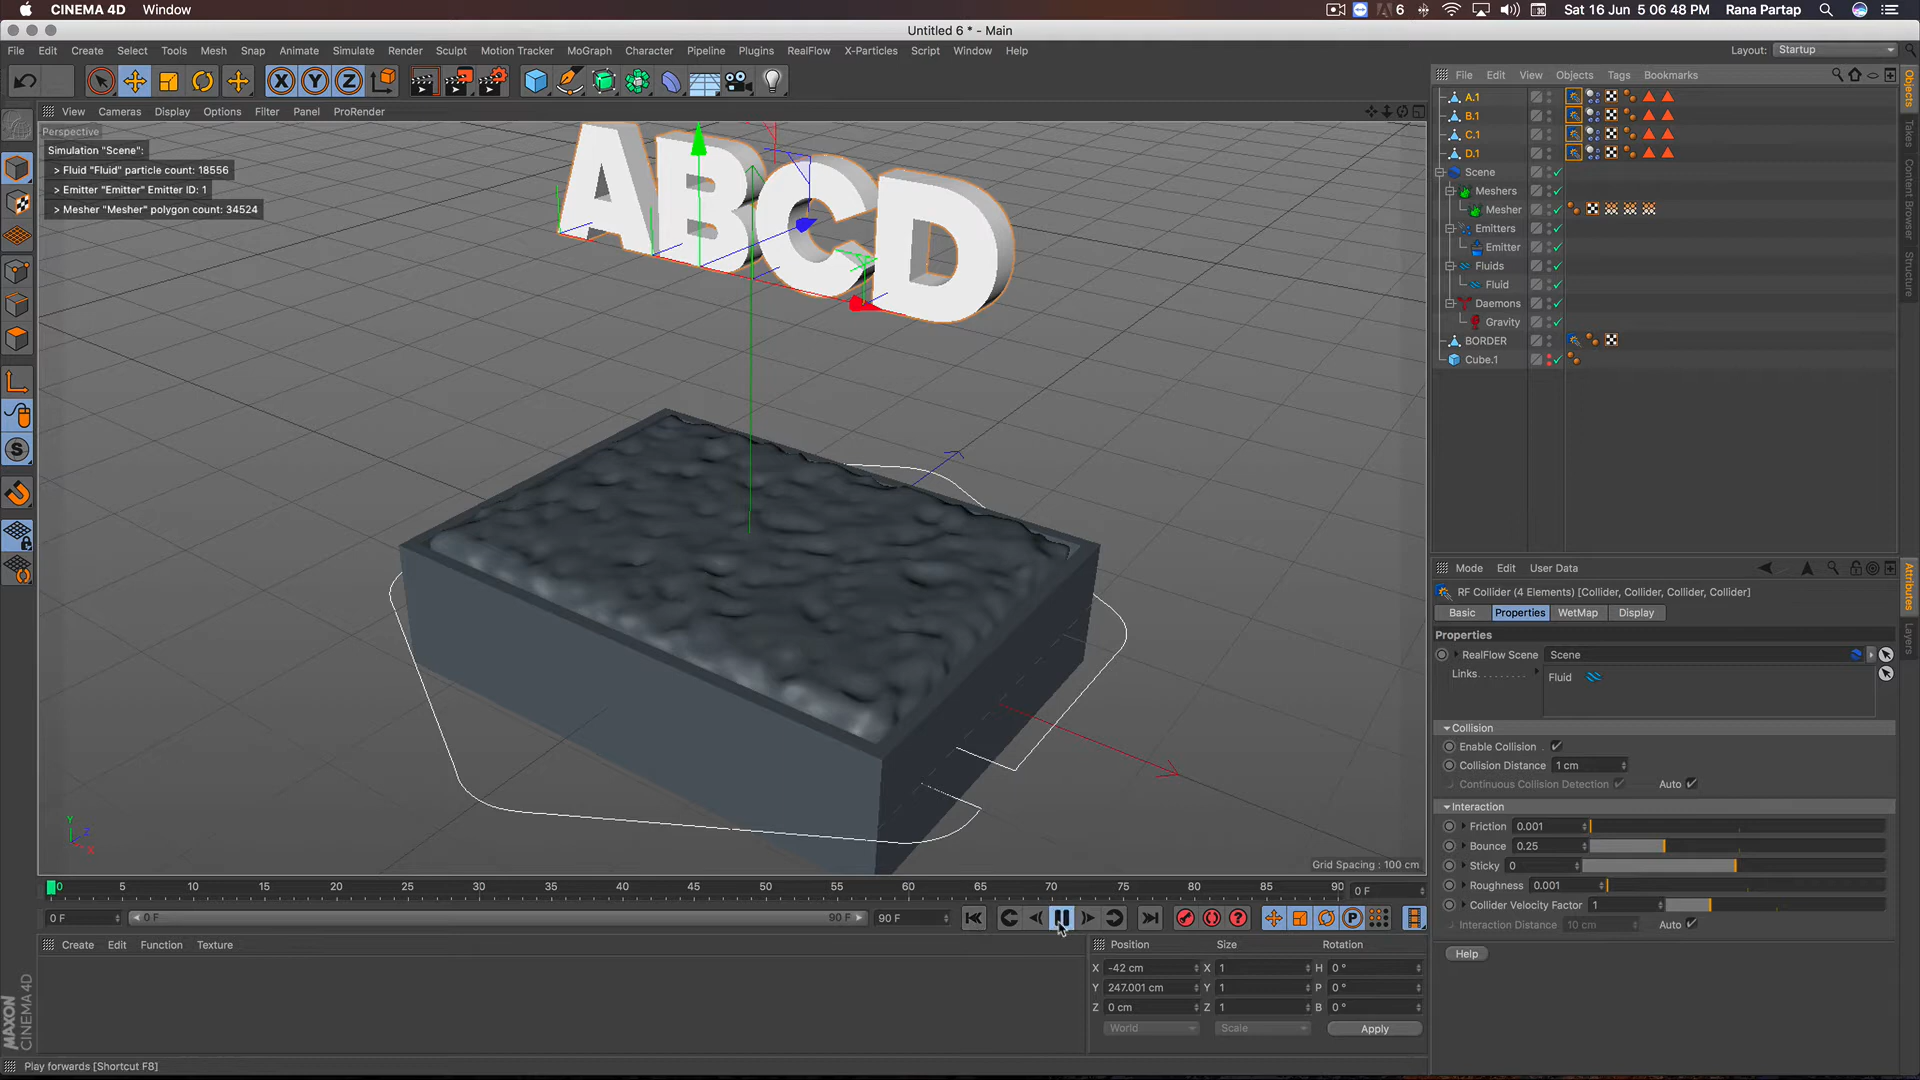 CINEMA 4D Window
6 Sat 16 Jun 5 06 48 PM Rana Partap
Untitled 6 * - Main
File Edit Create Select Tools Mesh Snap Animate Simulate Render Sculpt Motion Tracker MoGraph Character Pipeline Plugins RealFlow X-Particles Script Window Help
Layout: Startup
X Y Z
View Cameras Display Options Filter Panel ProRender
File Edit View Objects Tags Bookmarks
Perspective
Simulation "Scene":
> Fluid "Fluid" particle count: 18556
> Emitter "Emitter" Emitter ID: 1
> Mesher "Mesher" polygon count: 34524
ABCD
A.1
B.1
C.1
D.1
Scene
Meshers
Mesher
Emitters
Emitter
Fluids
Fluid
Daemons
Gravity
BORDER
Cube.1
Objects
Takes
Content Browser
Structure
Mode Edit User Data
RF Collider (4 Elements) [Collider, Collider, Collider, Collider]
Basic Properties WetMap Display
Properties
RealFlow Scene Scene
Links Fluid
Collision
Enable Collision
Collision Distance 1 cm
Continuous Collision Detection Auto
Interaction
Friction 0.001
Bounce 0.25
Sticky 0
Roughness 0.001
Collider Velocity Factor 1
Interaction Distance 10 cm Auto
Help
Attributes
Layers
Y Z X
Grid Spacing : 100 cm
0 5 10 15 20 25 30 35 40 45 50 55 60 65 70 75 80 85 90 0 F
0 F 0 F 90 F 90 F
Create Edit Function Texture
Position Size Rotation
X -42 cm X 1 H 0 °
Y 247.001 cm Y 1 P 0 °
Z 0 cm Z 1 B 0 °
World Scale Apply
MAXON
CINEMA 4D
Play forwards [Shortcut F8]